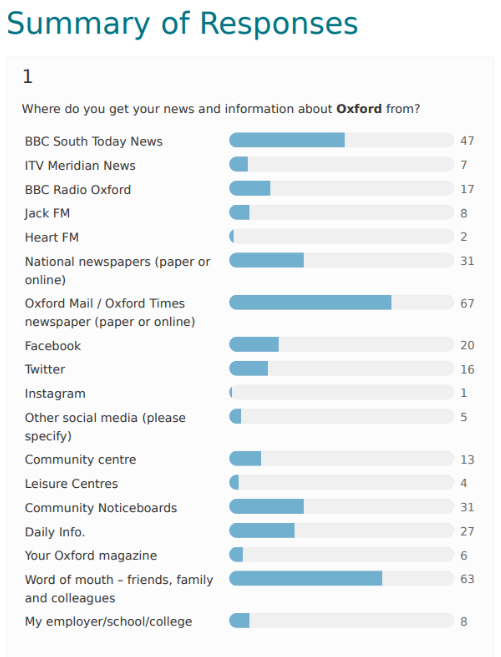 Summary of Responses
1
Where do you get your news and information about Oxford from?
BBC South Today News 47
ITV Meridian News 7
BBC Radio Oxford 17
Jack FM 8
Heart FM 2
National newspapers (paper or 31
online)
Oxford Mail / Oxford Times 67
newspaper (paper or online)
Facebook 20
Twitter 16
Instagram 1
Other social media (please 5
specify)
Community centre 13
Leisure Centres 4
Community Noticeboards 31
Daily Info. 27
Your Oxford magazine 6
Word of mouth – friends, family 63
and colleagues
My employer/school/college 8